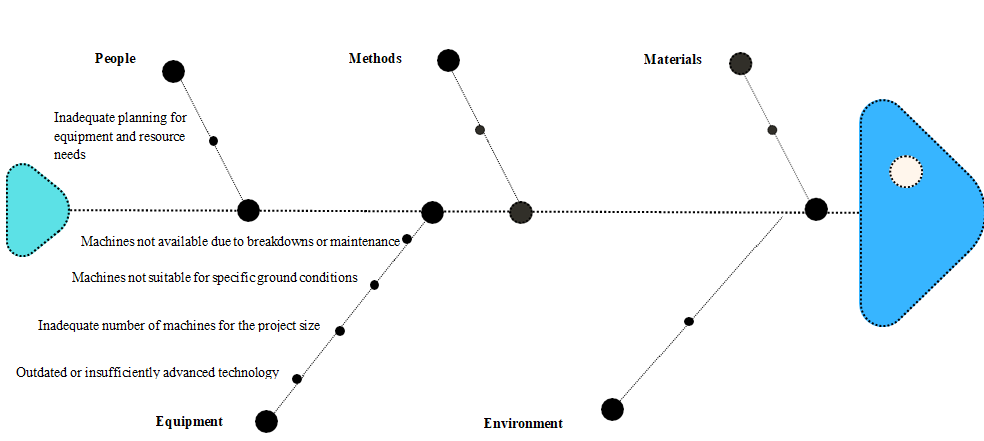 People
Methods
Materials
Inadequate planning for
equipment and resource
needs
Machines not available due to breakdowns or maintenance
Machines not suitable for specific ground conditions
Inadequate number of machines for the project size
Outdated or insufficiently advanced technology
Equipment
Environment